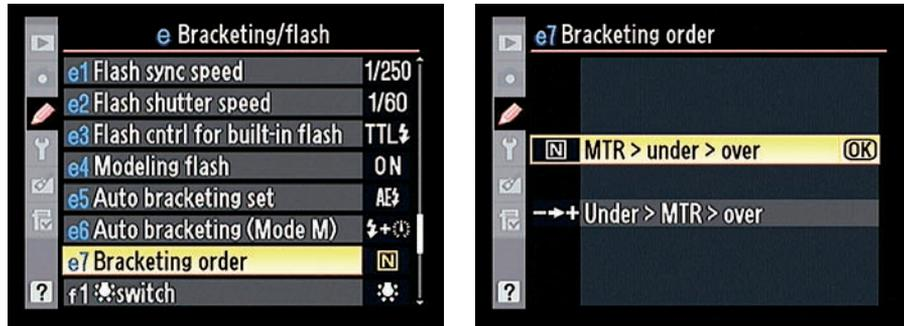 e Bracketing/flash
e1 Flash sync speed 1/250
e2 Flash shutter speed 1/60
e3 Flash cntrl for built-in flash TTL
e4 Modeling flash ON
e5 Auto bracketing set AE
e6 Auto bracketing (Mode M)
e7 Bracketing order N
f1 switch
?
e7 Bracketing order
N MTR > under > over OK
Under > MTR > over
?